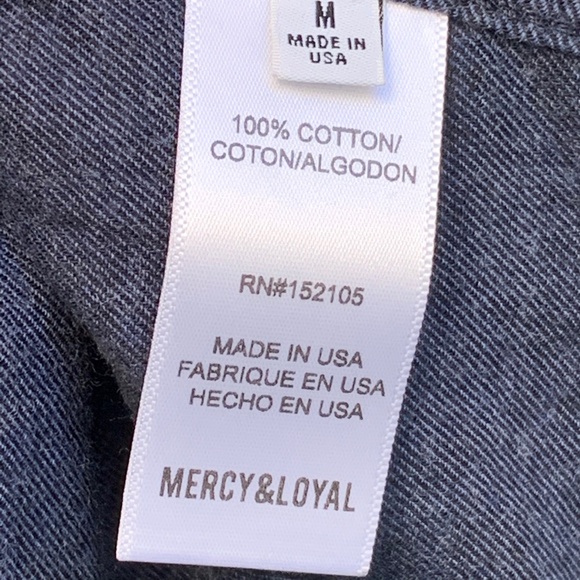 M
MADE IN
USA
100% COTTON/
COTON/ALGODON
RN#152105
MADE IN USA
FABRIQUE EN USA
HECHO EN USA
MERCY&LOYAL